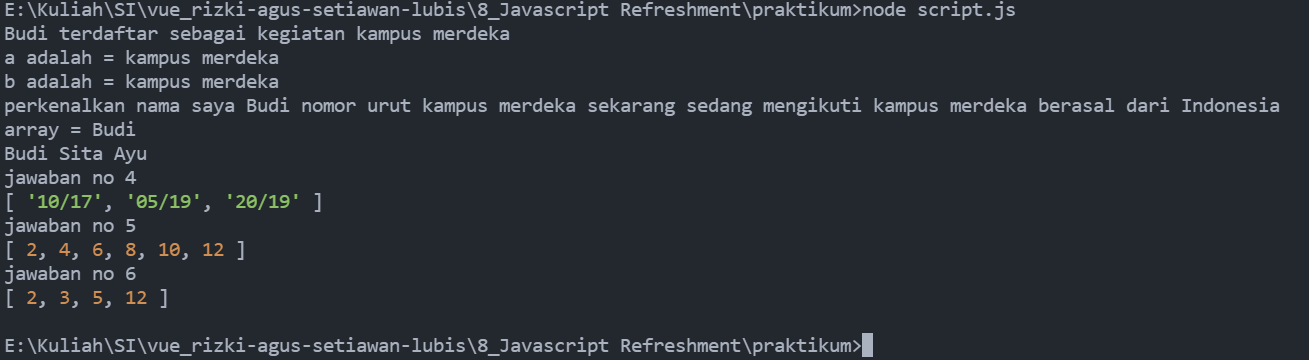 E:\Kuliah\SI\vue_rizki-agus-setiawan-lubis\8_Javascript Refreshment\praktikum>node script.js
Budi terdaftar sebagai kegiatan kampus merdeka
a adalah = kampus merdeka
b adalah = kampus merdeka
perkenalkan nama saya Budi nomor urut kampus merdeka sekarang sedang mengikuti kampus merdeka berasal dari Indonesia
array = Budi
Budi Sita Ayu
jawaban no 4
[ '10/17', '05/19', '20/19' ]
jawaban no 5
[ 2, 4, 6, 8, 10, 12 ]
jawaban no 6
[ 2, 3, 5, 12 ]
E:\Kuliah\SI\vue_rizki-agus-setiawan-lubis\8_Javascript Refreshment\praktikum>